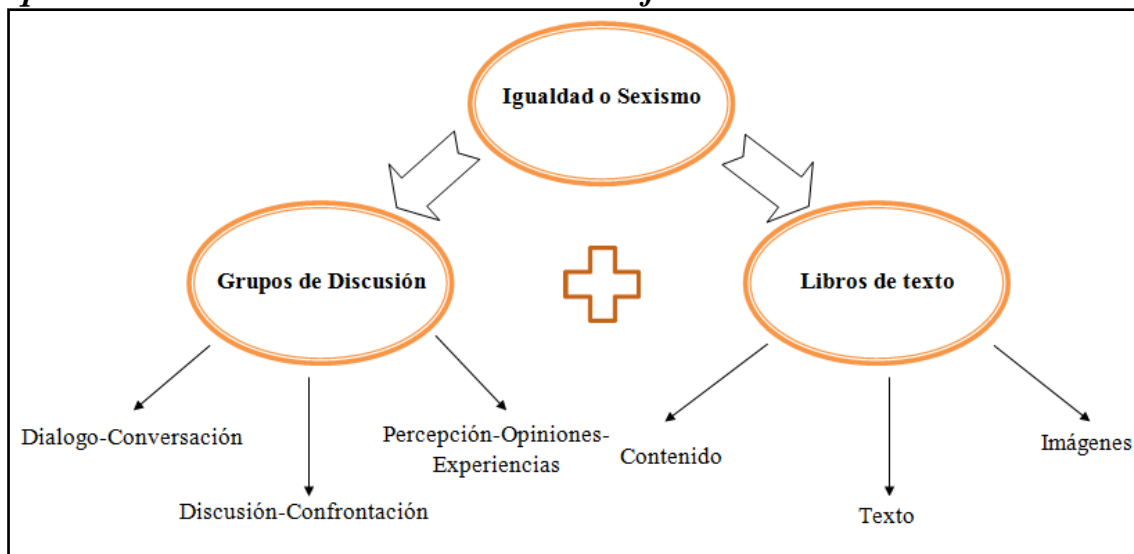 Igualdad o Sexismo
Grupos de Discusión
Libros de texto
Dialogo-Conversación
Percepción-Opiniones-
Experiencias
Discusión-Confrontación
Contenido
Texto
Imágenes